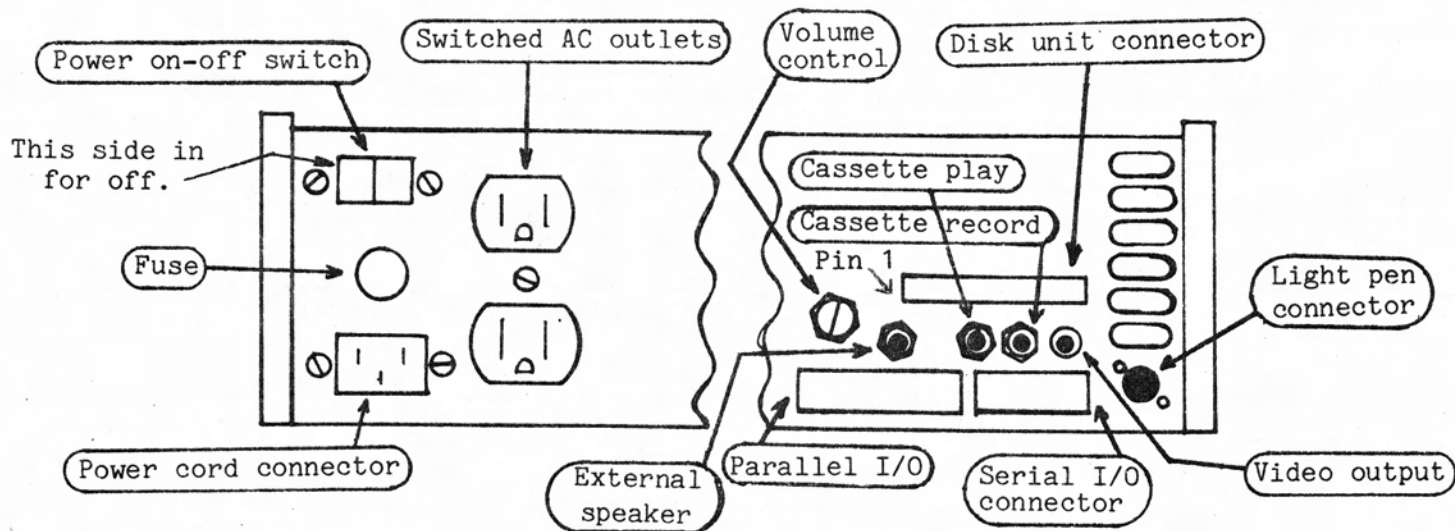 Power on-off switch
Switched AC outlets
Volume
control
Disk unit connector
This side in
for off.
Cassette play
Cassette record
Pin 1
Fuse
Light pen
connector
Power cord connector
External
speaker
Parallel I/O
Serial I/O
connector
Video output